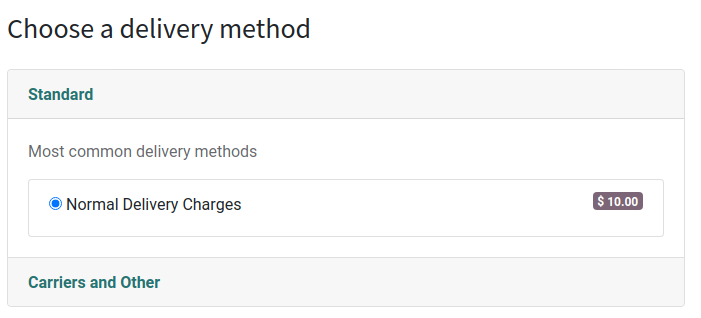 Choose a delivery method
Standard
Most common delivery methods
Normal Delivery Charges $ 10.00
Carriers and Other